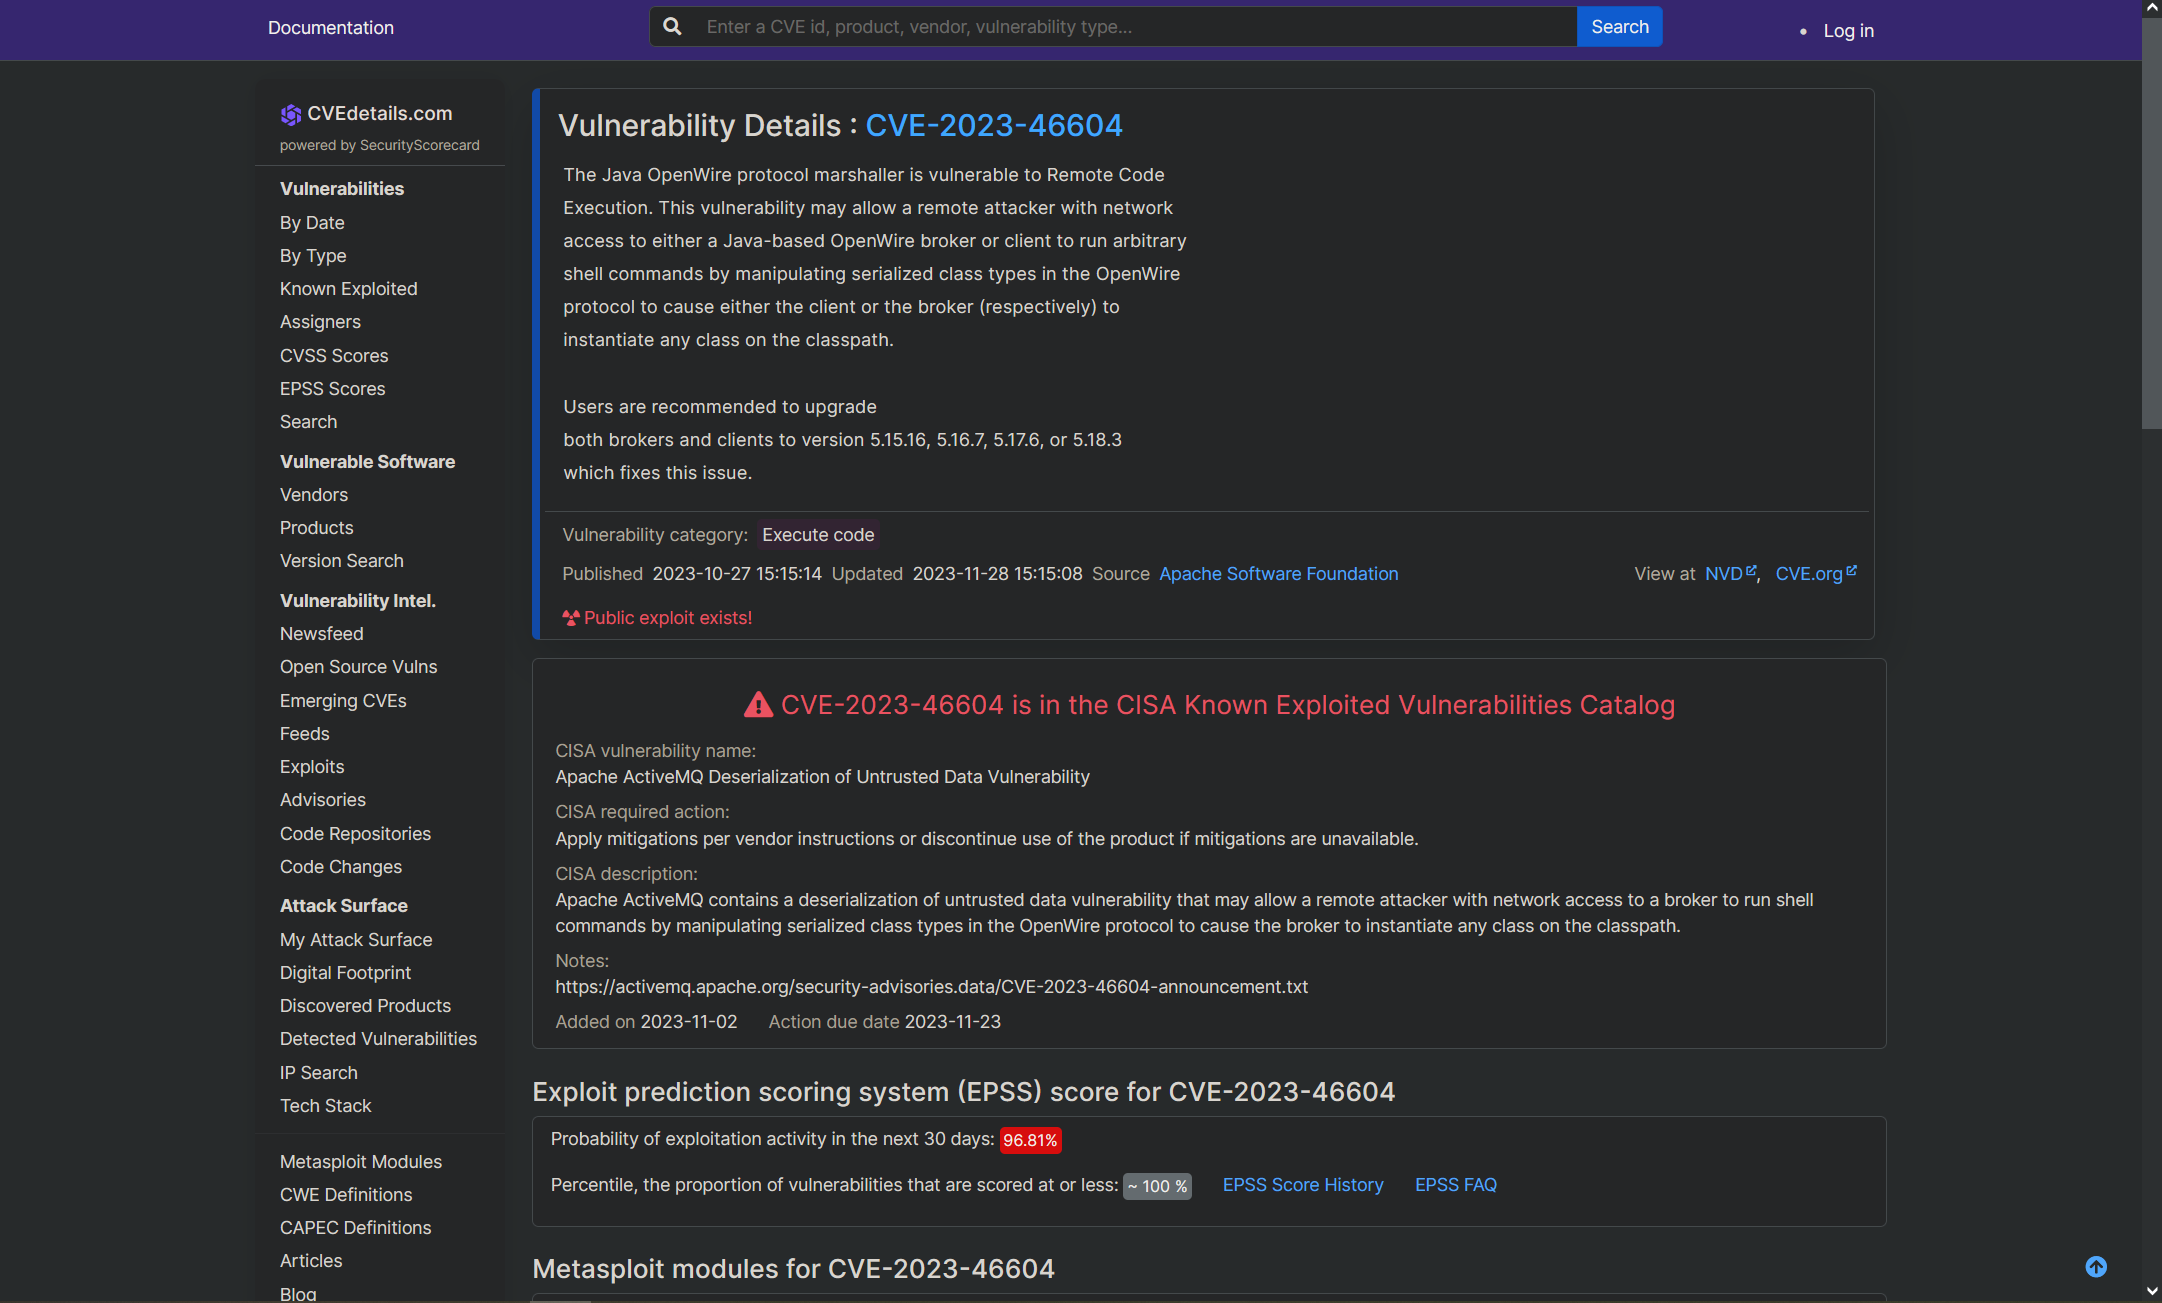 Documentation
Enter a CVE id, product, vendor, vulnerability type...
Search
• Log in
CVEdetails.com
powered by SecurityScorecard
Vulnerabilities
By Date
By Type
Known Exploited
Assigners
CVSS Scores
EPSS Scores
Search
Vulnerable Software
Vendors
Products
Version Search
Vulnerability Intel.
Newsfeed
Open Source Vulns
Emerging CVEs
Feeds
Exploits
Advisories
Code Repositories
Code Changes
Attack Surface
My Attack Surface
Digital Footprint
Discovered Products
Detected Vulnerabilities
IP Search
Tech Stack
Metasploit Modules
CWE Definitions
CAPEC Definitions
Articles
Blog
Vulnerability Details : CVE-2023-46604
The Java OpenWire protocol marshaller is vulnerable to Remote Code
Execution. This vulnerability may allow a remote attacker with network
access to either a Java-based OpenWire broker or client to run arbitrary
shell commands by manipulating serialized class types in the OpenWire
protocol to cause either the client or the broker (respectively) to
instantiate any class on the classpath.
Users are recommended to upgrade
both brokers and clients to version 5.15.16, 5.16.7, 5.17.6, or 5.18.3
which fixes this issue.
Vulnerability category: Execute code
Published 2023-10-27 15:15:14 Updated 2023-11-28 15:15:08 Source Apache Software Foundation
View at NVD, CVE.org
Public exploit exists!
CVE-2023-46604 is in the CISA Known Exploited Vulnerabilities Catalog
CISA vulnerability name:
Apache ActiveMQ Deserialization of Untrusted Data Vulnerability
CISA required action:
Apply mitigations per vendor instructions or discontinue use of the product if mitigations are unavailable.
CISA description:
Apache ActiveMQ contains a deserialization of untrusted data vulnerability that may allow a remote attacker with network access to a broker to run shell
commands by manipulating serialized class types in the OpenWire protocol to cause the broker to instantiate any class on the classpath.
Notes:
https://activemq.apache.org/security-advisories.data/CVE-2023-46604-announcement.txt
Added on 2023-11-02 Action due date 2023-11-23
Exploit prediction scoring system (EPSS) score for CVE-2023-46604
Probability of exploitation activity in the next 30 days: 96.81%
Percentile, the proportion of vulnerabilities that are scored at or less: ~ 100 % EPSS Score History EPSS FAQ
Metasploit modules for CVE-2023-46604